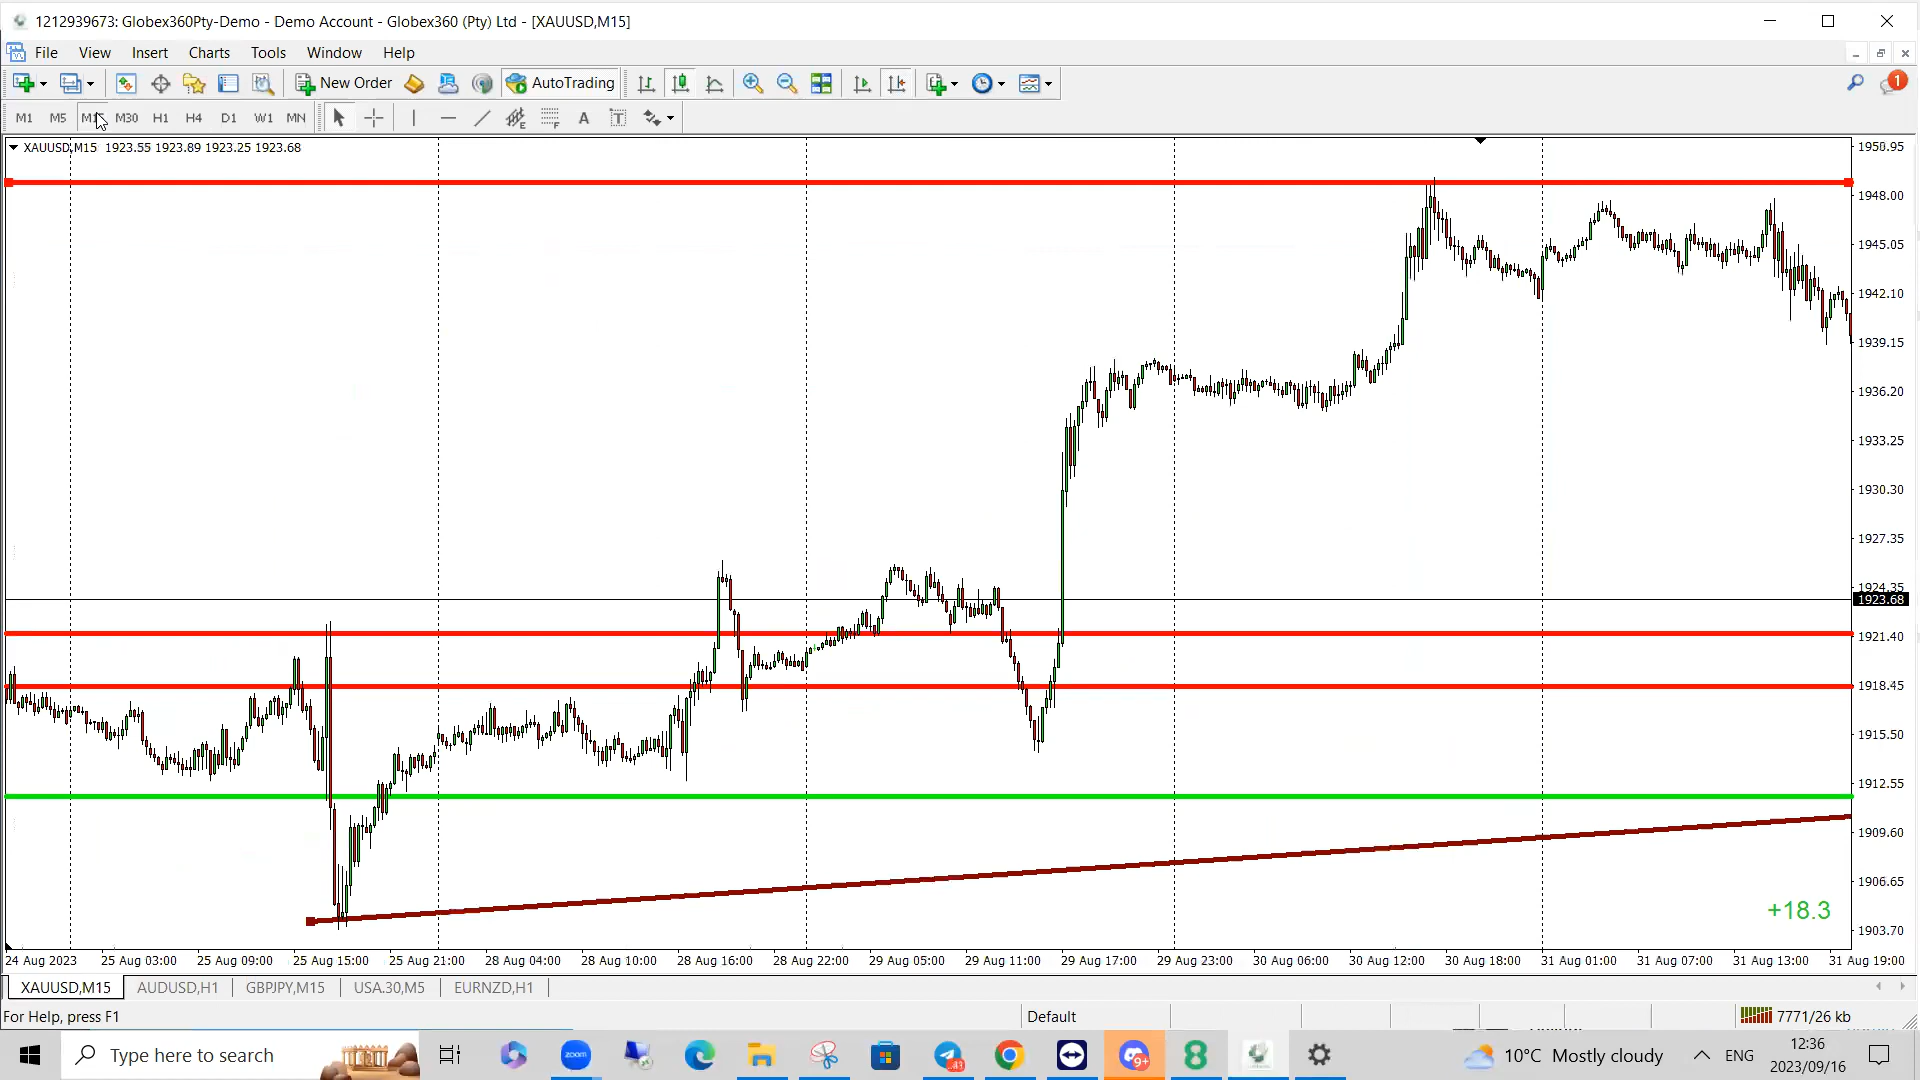 1212939673: Globex360Pty-Demo - Demo Account - Globex360 (Pty) Ltd - [XAUUSD,M15]
File View Insert Charts Tools Window Help
New Order AutoTrading 1
M1 M5 M30 H1 H4 D1 W1 MN E F A T
XAUUSD,M15 1923.55 1923.89 1923.25 1923.68
1950.95
1948.00
1945.05
1942.10
1939.15
1936.20
1933.25
1930.30
1927.35
1924.35
1923.68
1921.40
1918.45
1915.50
1912.55
1909.60
1906.65
+18.3
1903.70
24 Aug 2023 25 Aug 03:00 25 Aug 09:00 25 Aug 15:00 25 Aug 21:00 28 Aug 04:00 28 Aug 10:00 28 Aug 16:00 28 Aug 22:00 29 Aug 05:00 29 Aug 11:00 29 Aug 17:00 29 Aug 23:00 30 Aug 06:00 30 Aug 12:00 30 Aug 18:00 31 Aug 01:00 31 Aug 07:00 31 Aug 13:00 31 Aug 19:00
XAUUSD,M15 AUDUSD,H1 GBPJPY,M15 USA.30,M5 EURNZD,H1
For Help, press F1 Default 7771/26 kb
Type here to search zoom 9+ 8 10°C Mostly cloudy ENG 12:36
2023/09/16